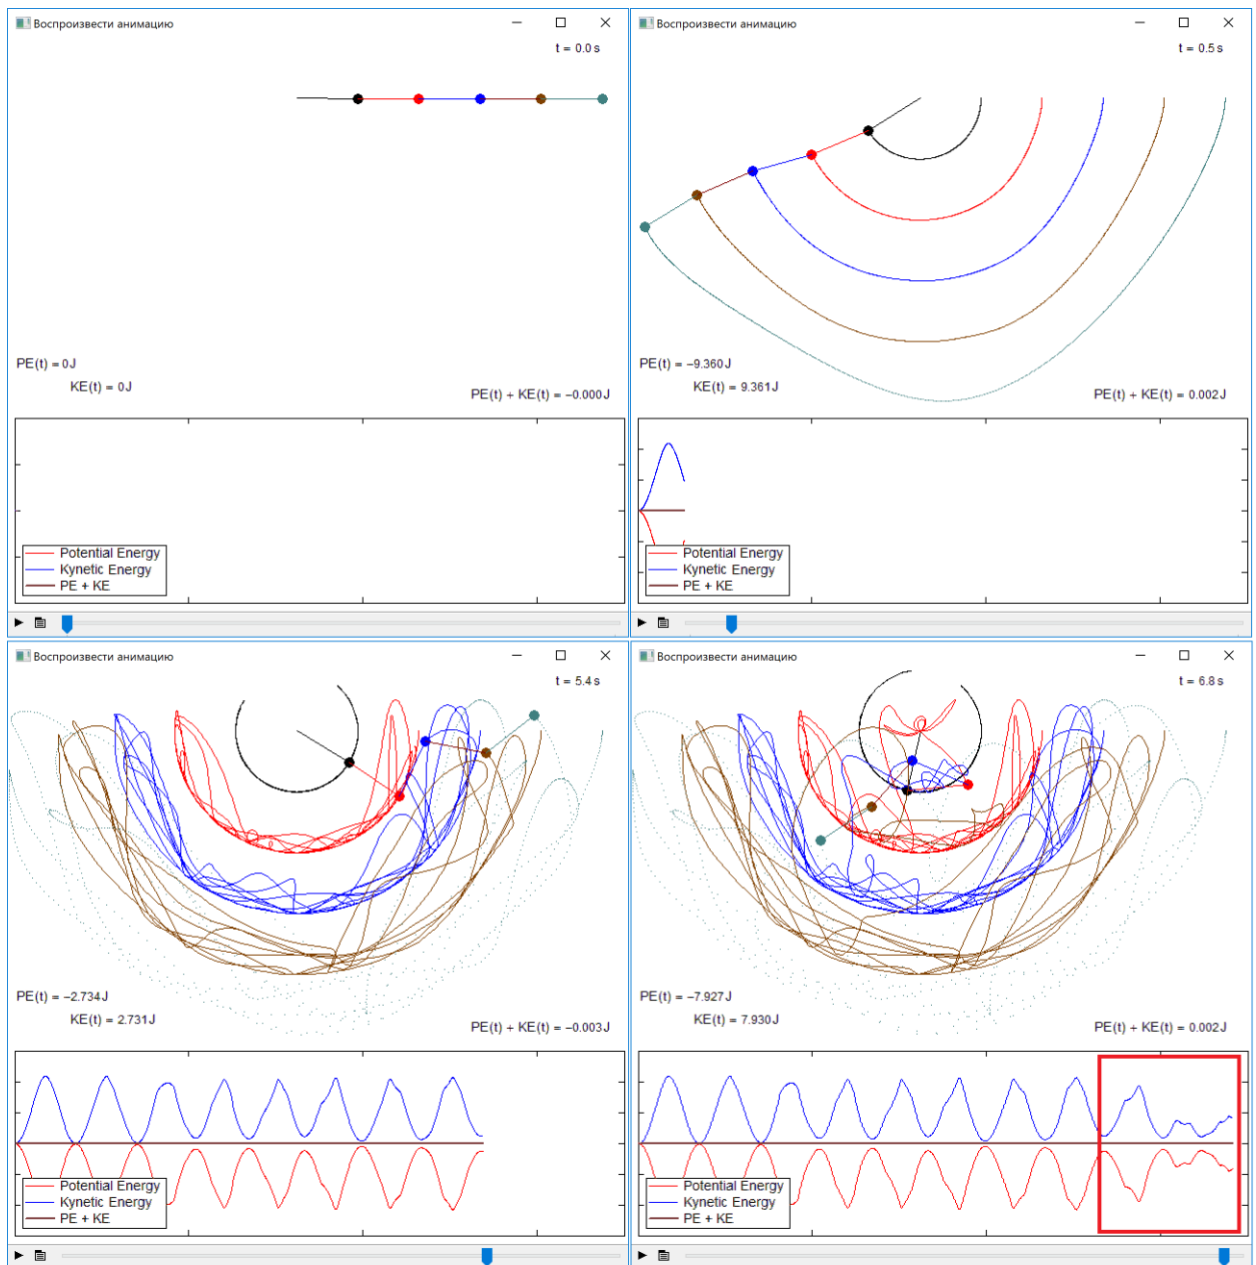 Воспроизвести анимацию
t = 0.0 s
PE(t) = 0J
KE(t) = 0J
PE(t) + KE(t) = −0.000J
Potential Energy
Kynetic Energy
PE + KE
Воспроизвести анимацию
t = 0.5 s
PE(t) = −9.360J
KE(t) = 9.361J
PE(t) + KE(t) = 0.002J
Potential Energy
Kynetic Energy
PE + KE
Воспроизвести анимацию
t = 5.4 s
PE(t) = −2.734J
KE(t) = 2.731J
PE(t) + KE(t) = −0.003J
Potential Energy
Kynetic Energy
PE + KE
Воспроизвести анимацию
t = 6.8 s
PE(t) = −7.927J
KE(t) = 7.930J
PE(t) + KE(t) = 0.002J
Potential Energy
Kynetic Energy
PE + KE